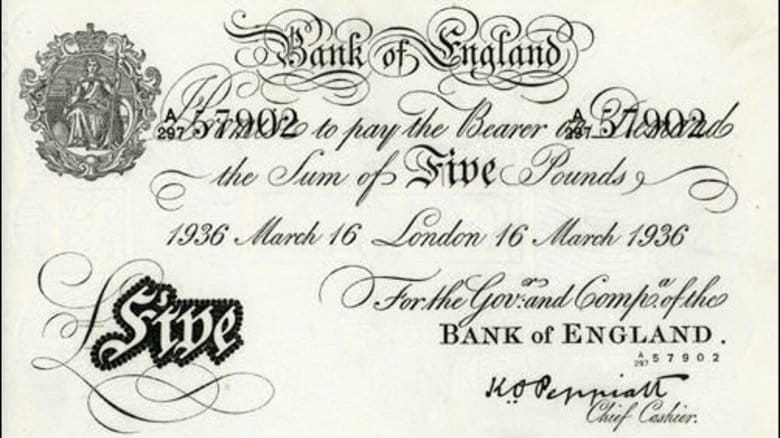 Bank of England
A/297 57902 Promise to pay the Bearer on Demand A/297 57902
the Sum of Five Pounds
1936 March 16 London 16 March 1936
For the Govr. and Compa. of the
BANK of ENGLAND.
A/297 57902
£Five
K.O Peppiatt
Chief Cashier.